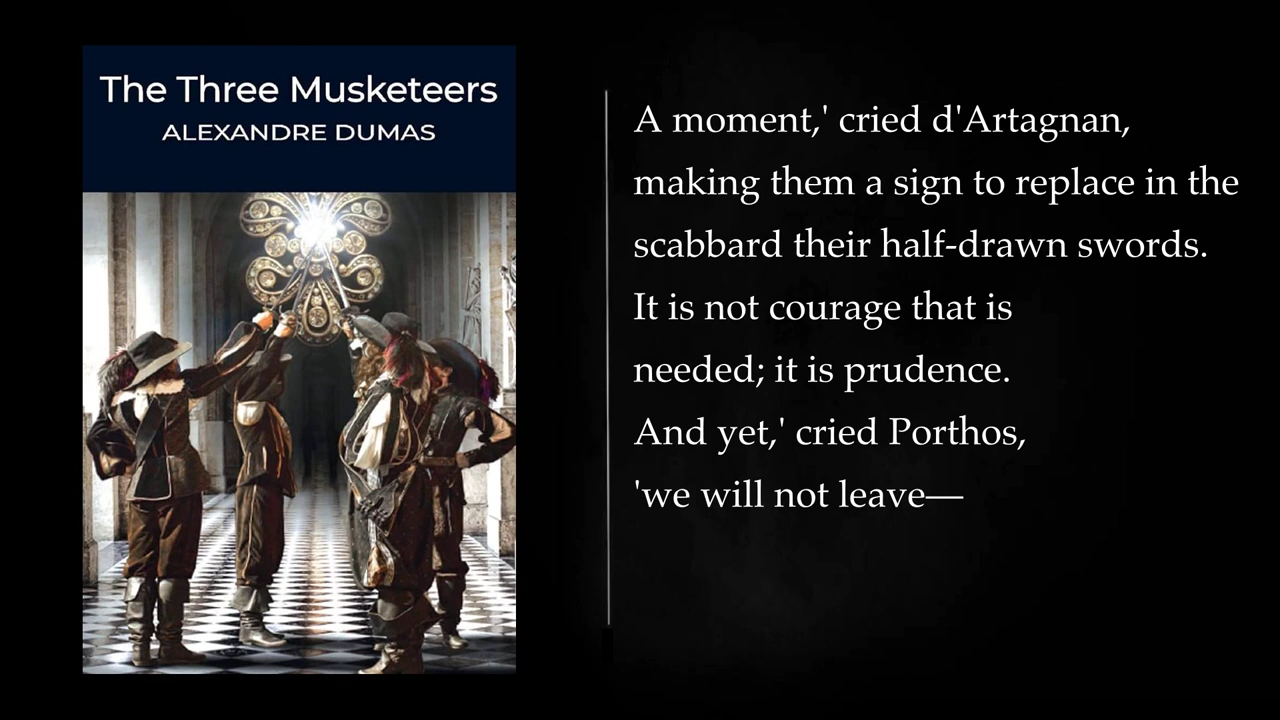 The Three Musketeers
ALEXANDRE DUMAS
A moment,' cried d'Artagnan,
making them a sign to replace in the
scabbard their half-drawn swords.
It is not courage that is
needed; it is prudence.
And yet,' cried Porthos,
'we will not leave—